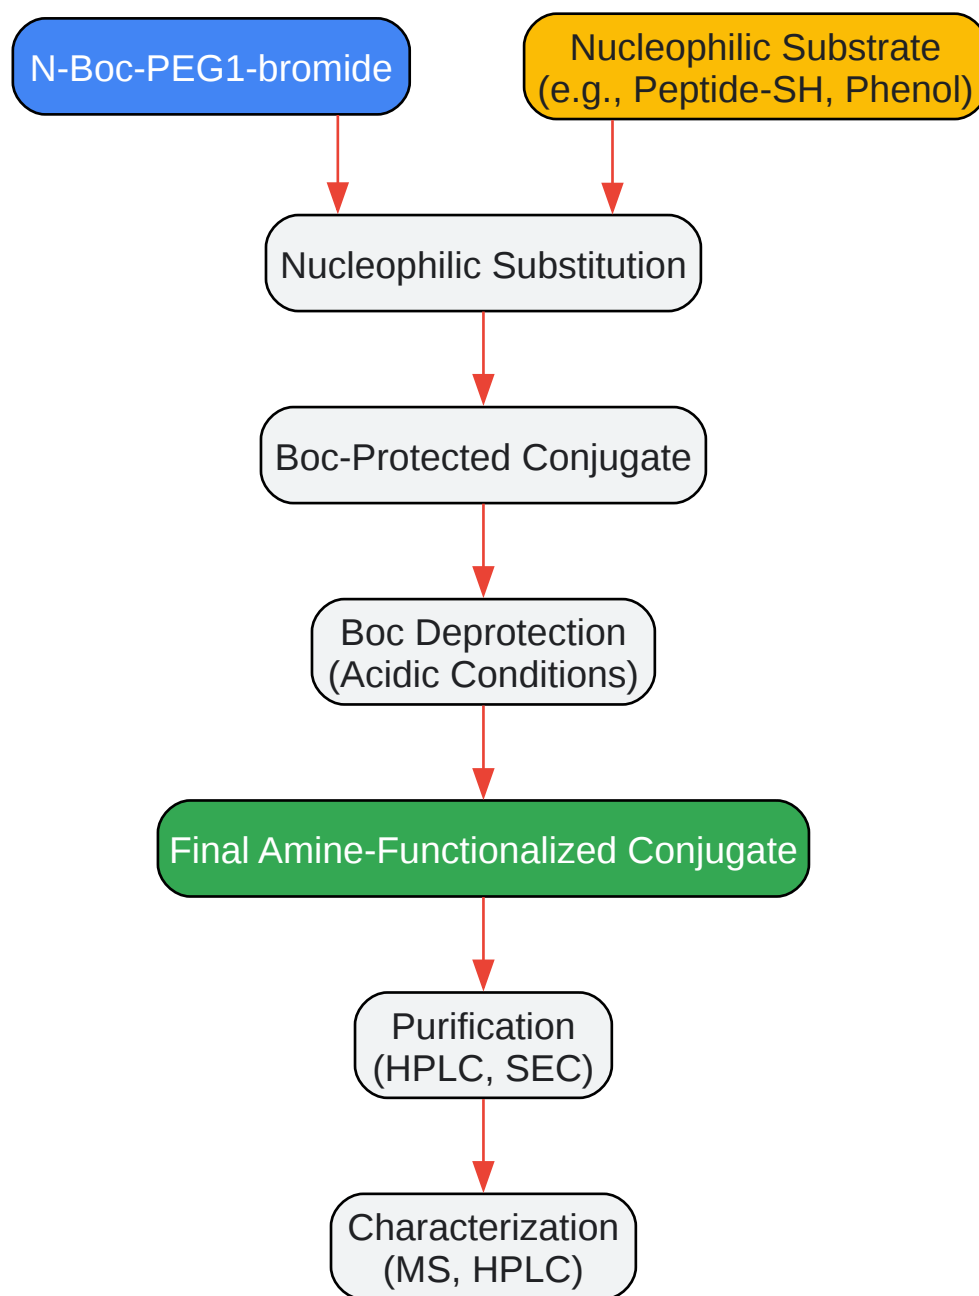 N-Boc-PEG1-bromide
Nucleophilic Substrate
(e.g., Peptide-SH, Phenol)
Nucleophilic Substitution
Boc-Protected Conjugate
Boc Deprotection
(Acidic Conditions)
Final Amine-Functionalized Conjugate
Purification
(HPLC, SEC)
Characterization
(MS, HPLC)